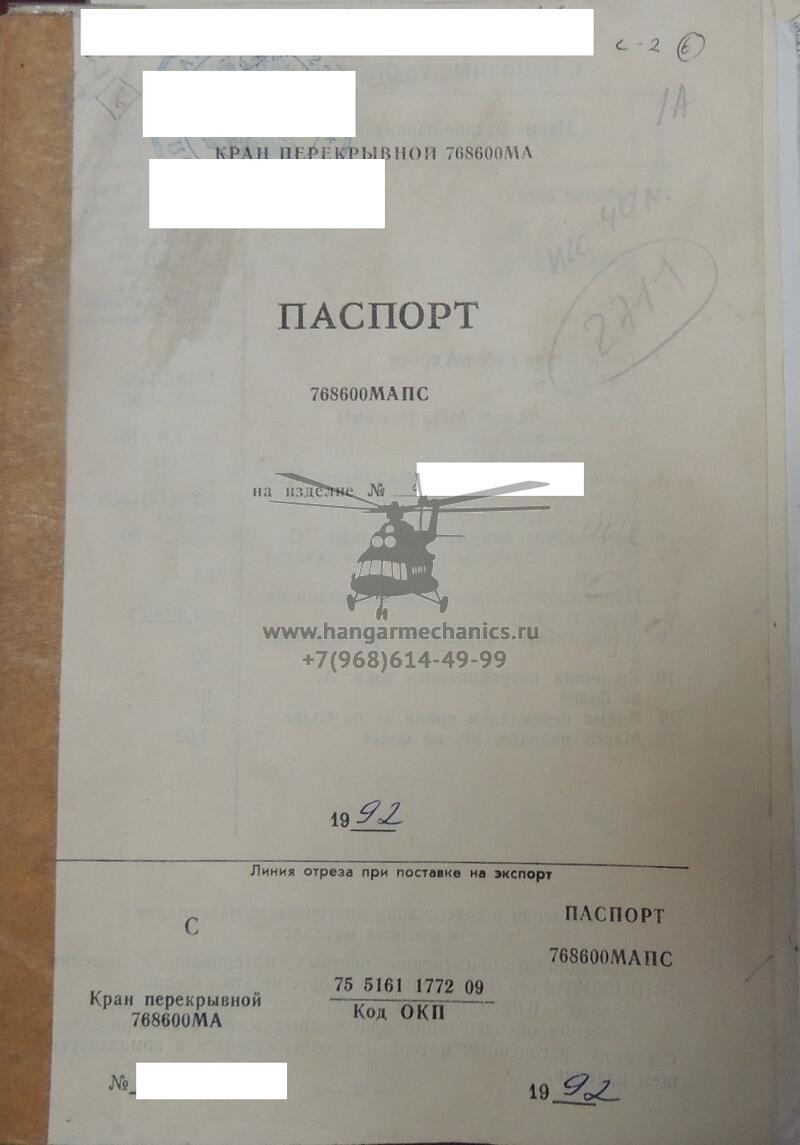 с-2 6
6
1А
КРАН ПЕРЕКРЫВНОЙ 768600МА
2711
ПАСПОРТ
768600МАПС
на изделие №
www.hangarmechanics.ru
+7(968)614-49-99
1992
Линия отреза при поставке на экспорт
С
ПАСПОРТ
768600МАПС
75 5161 1772 09
Код ОКП
Кран перекрывной
768600МА
№
1992